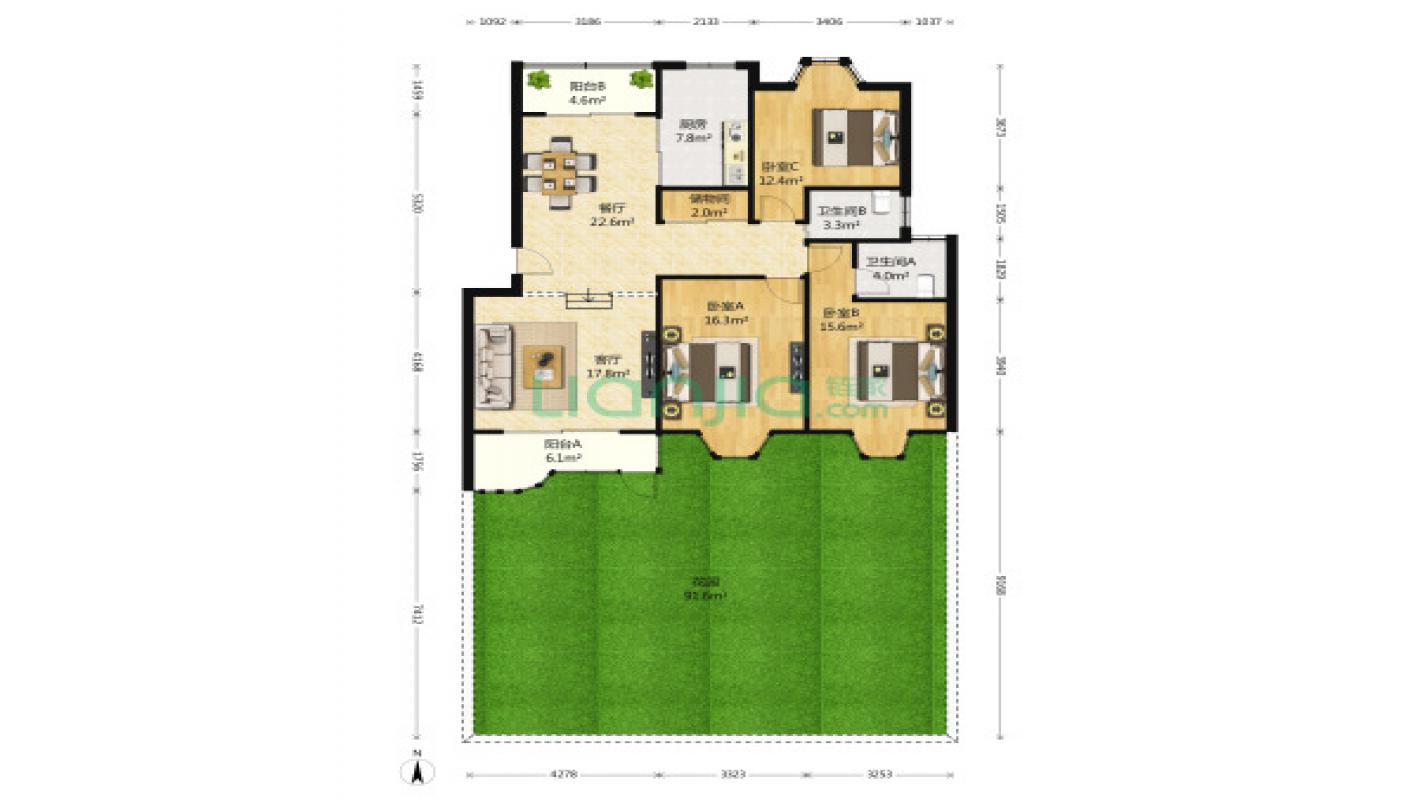 1092 3186 2133 3406 1037
阳台B
4.6m²
厨房
7.8m²
卧室C
12.4m²
储物间
2.0m²
餐厅
22.6m²
卫生间B
3.3m²
卫生间A
4.0m²
卧室A
16.3m²
卧室B
15.6m²
客厅
17.8m²
Lianjia 链家
.com
阳台A
6.1m²
花园
91.6m²
1459
5320
4168
1756
7412
3673
1505
1829
3940
9168
N
4278 3323 3253